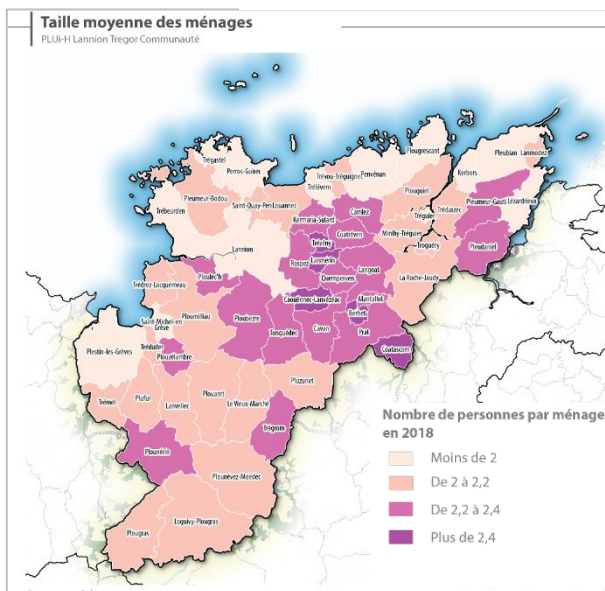 Taille moyenne des ménages
PLUi-H Lannion Tregor Communauté
Trégastel
Perros-Guirec
Plougrescant
Trévou-Tréguignec
Penvénan
Kerbors
Pleubian
Lanmodez
Trélévern
Pleumeur-Bodou
Trébeurden
Saint-Quay-Perros
Louannec
Kermaria-Sulard
Camlez
Plouguiel
Tréguier
Trédarzec
Pleumeur-Gautier
Lézardrieux
Lannion
Trézény
Coatréven
Minihy-Tréguier
Troguéry
Pleudaniel
Rospez
Lanmérin
Quemperven
Langoat
La Roche-Jaudy
Ploulec'h
Trédrez-Locquémeau
Caouënnec-Lanvézéac
Mantallot
Berhet
Saint-Michel-en
Grève
Ploumilliau
Ploubezre
Tonquédec
Cavan
Prat
Coatascorn
Plestin-les-Grèves
Tréduder
Plouzélambre
Pluzunet
Trémel
Plufur
Lanvellec
Plouaret
Le Vieux-Marché
Trégrom
Plounérin
Plounévez-Moëdec
Loguivy-Plougras
Plougras
Nombre de personnes par ménage
en 2018
Moins de 2
De 2 à 2,2
De 2,2 à 2,4
Plus de 2,4